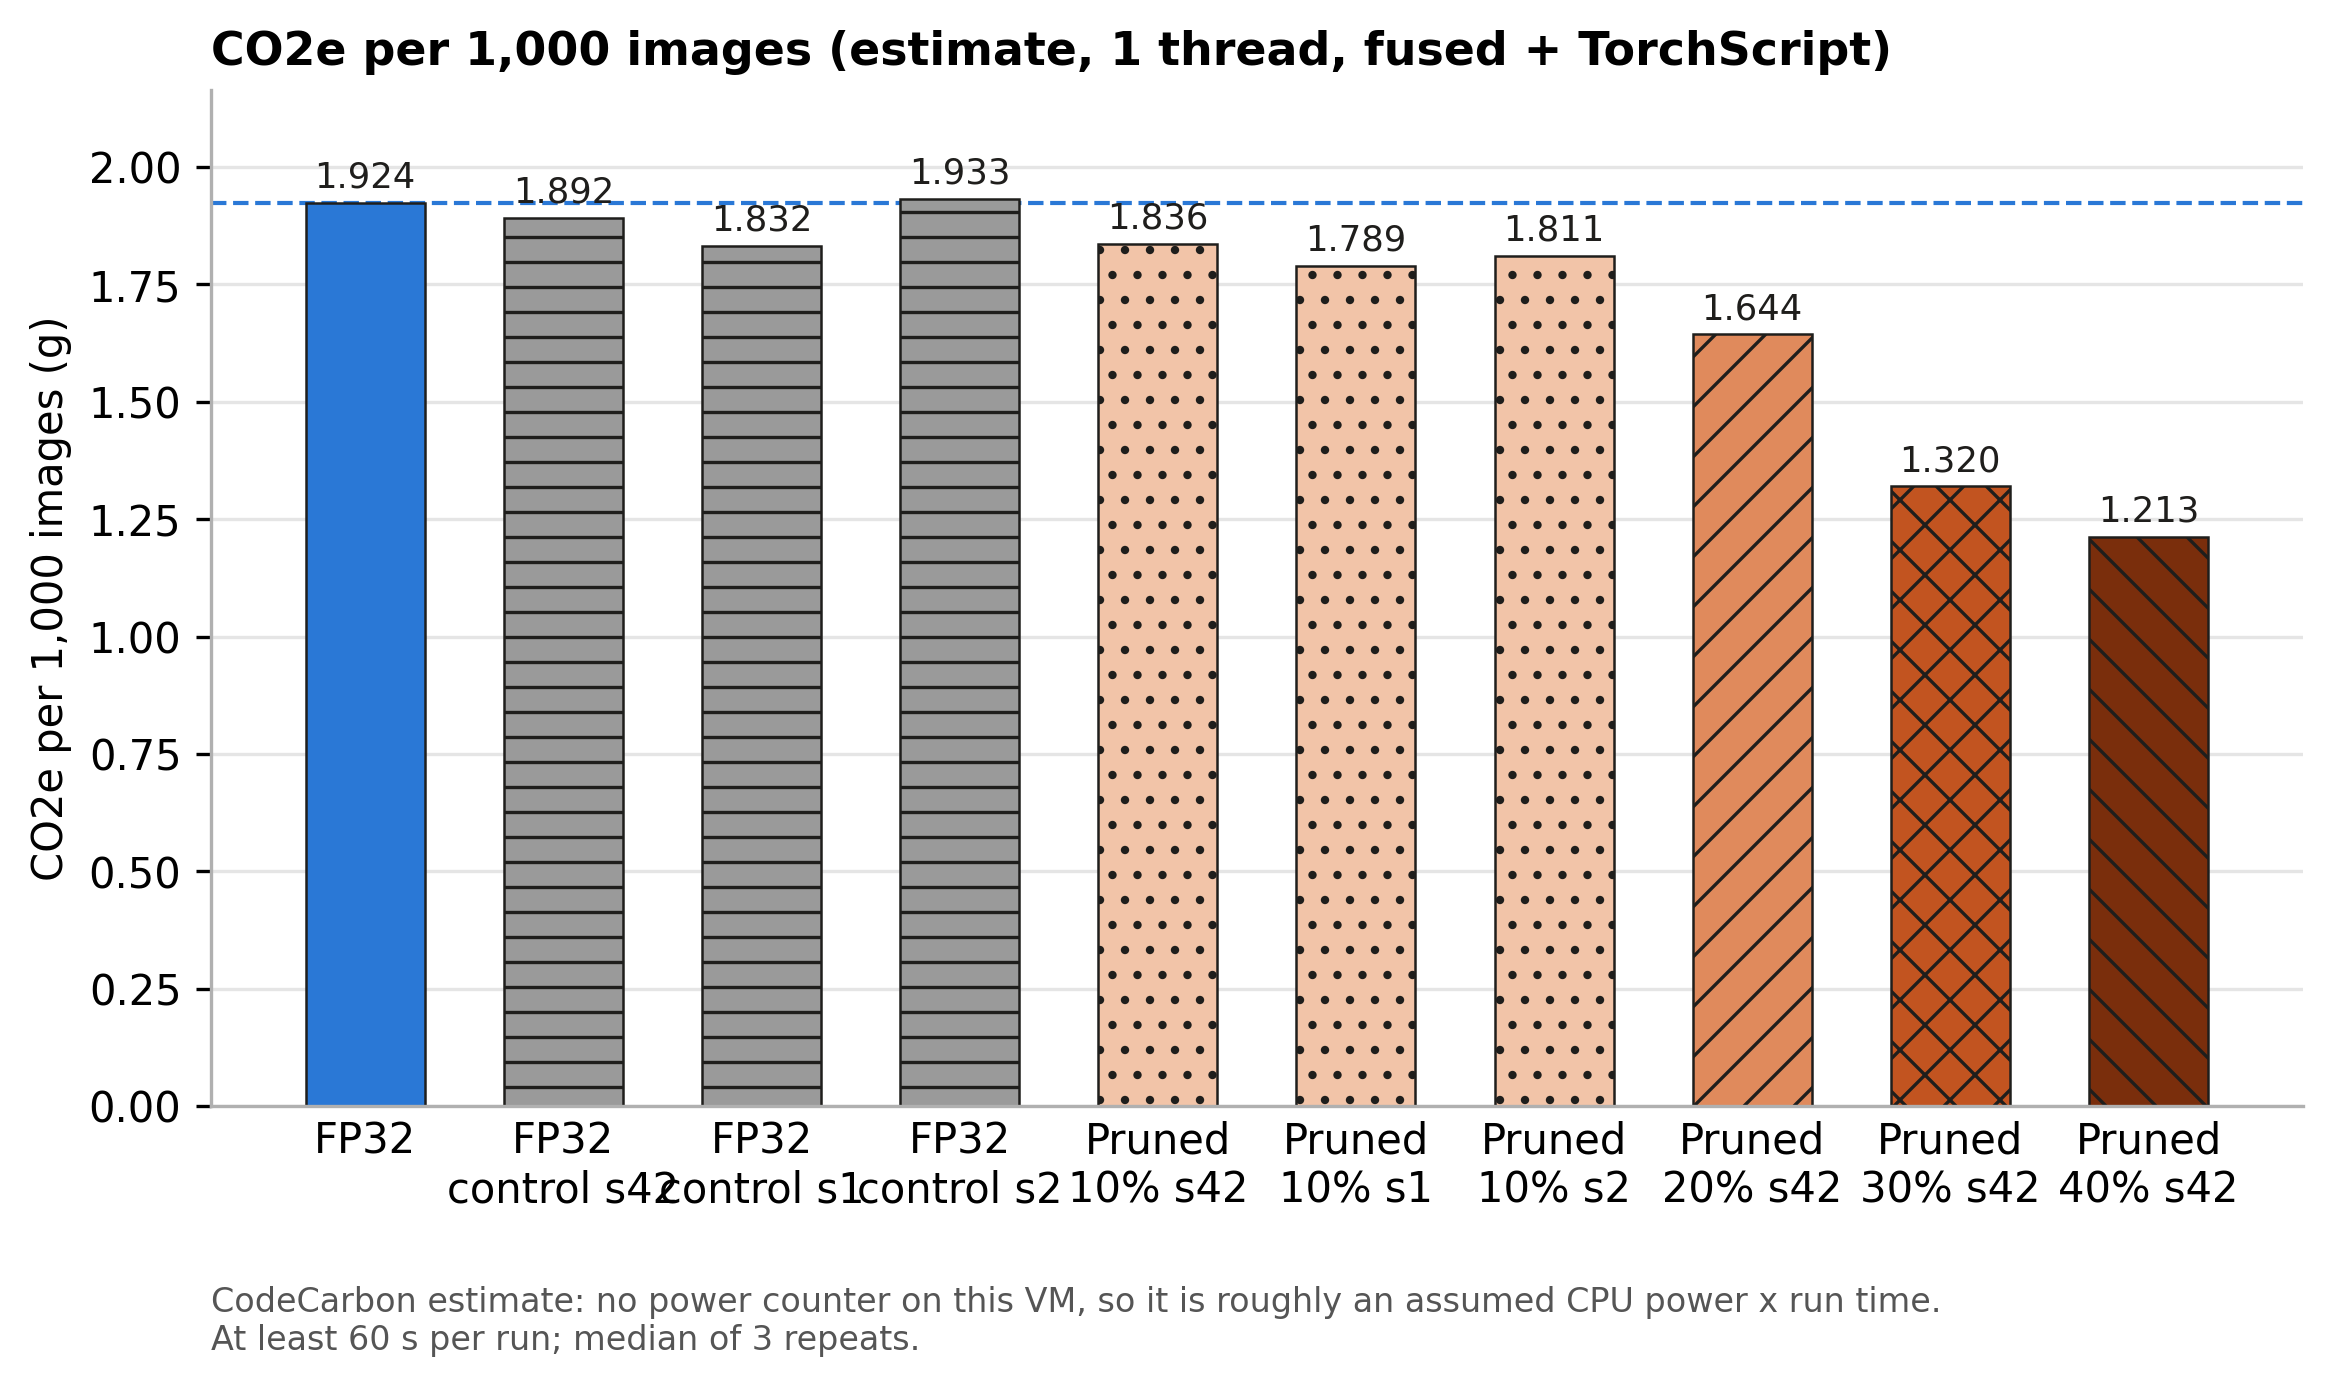 CO2e per 1,000 images (estimate, 1 thread, fused + TorchScript)
CO2e per 1,000 images (g)
2.00
1.75
1.50
1.25
1.00
0.75
0.50
0.25
0.00
1.924
1.892
1.832
1.933
1.836
1.789
1.811
1.644
1.320
1.213
FP32
FP32
control s42
FP32
control s1
FP32
control s2
Pruned
10% s42
Pruned
10% s1
Pruned
10% s2
Pruned
20% s42
Pruned
30% s42
Pruned
40% s42
CodeCarbon estimate: no power counter on this VM, so it is roughly an assumed CPU power x run time.
At least 60 s per run; median of 3 repeats.